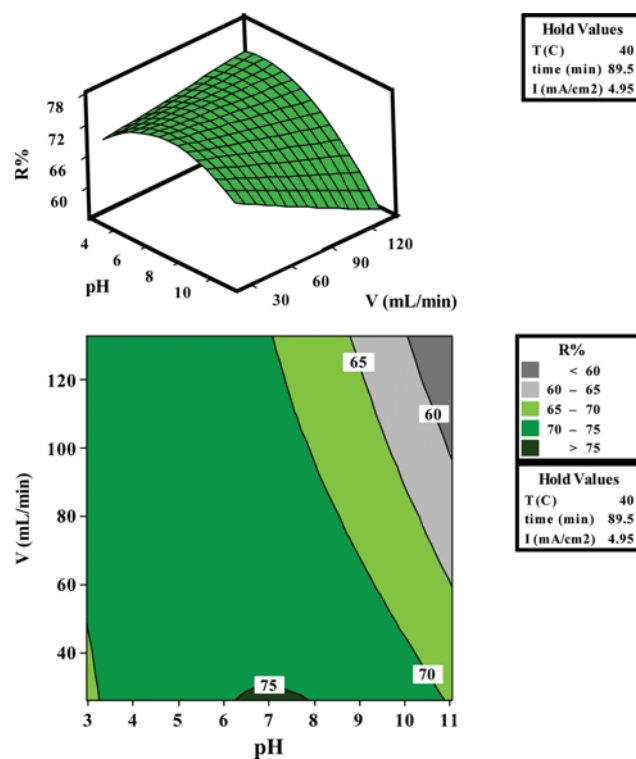 Hold Values
T(C) 40
time (min) 89.5
I (mA/cm2) 4.95
78
72
66
60
R%
4
6
8
10
pH
30
60
90
120
V (mL/min)
R%
< 60
60 – 65
65 – 70
70 – 75
> 75
Hold Values
T(C) 40
time (min) 89.5
I (mA/cm2) 4.95
65
60
70
75
120
100
80
60
40
V (mL/min)
3 4 5 6 7 8 9 10 11
pH